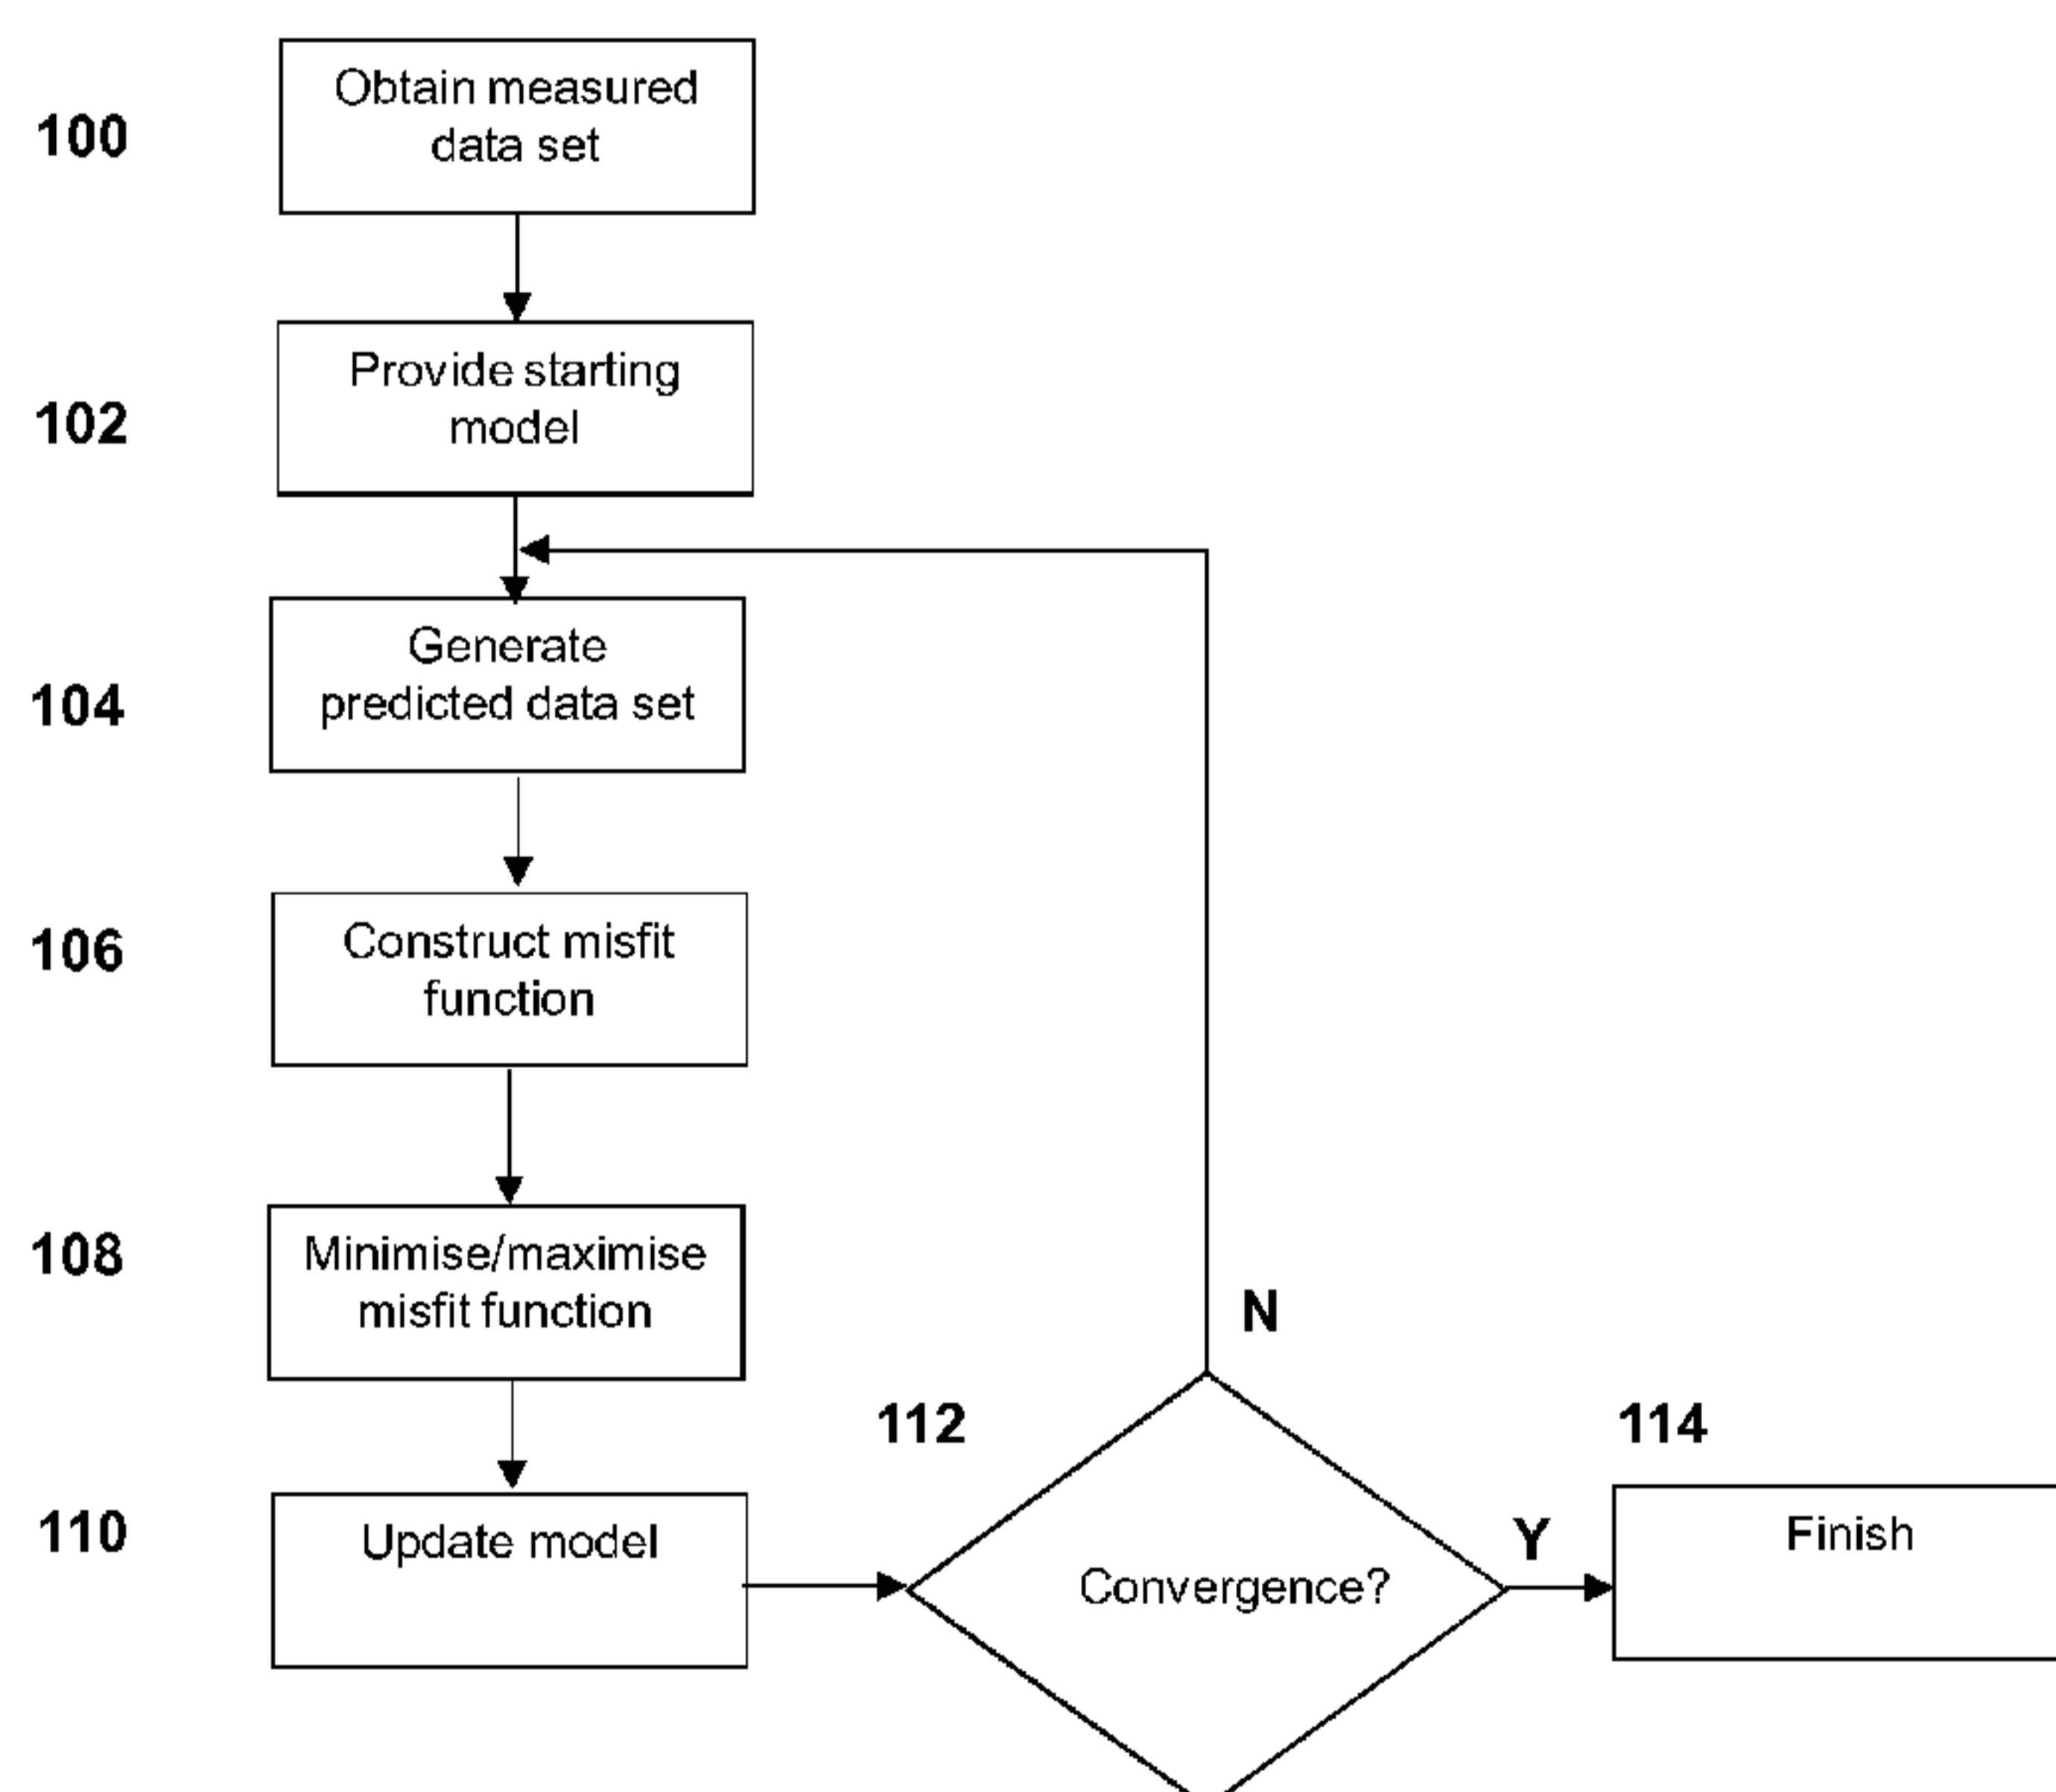 100
Obtain measured
data set
102
Provide starting
model
104
Generate
predicted data set
106
Construct misfit
function
108
Minimise/maximise
misfit function
N
112
114
110
Update model
Convergence?
Y
Finish